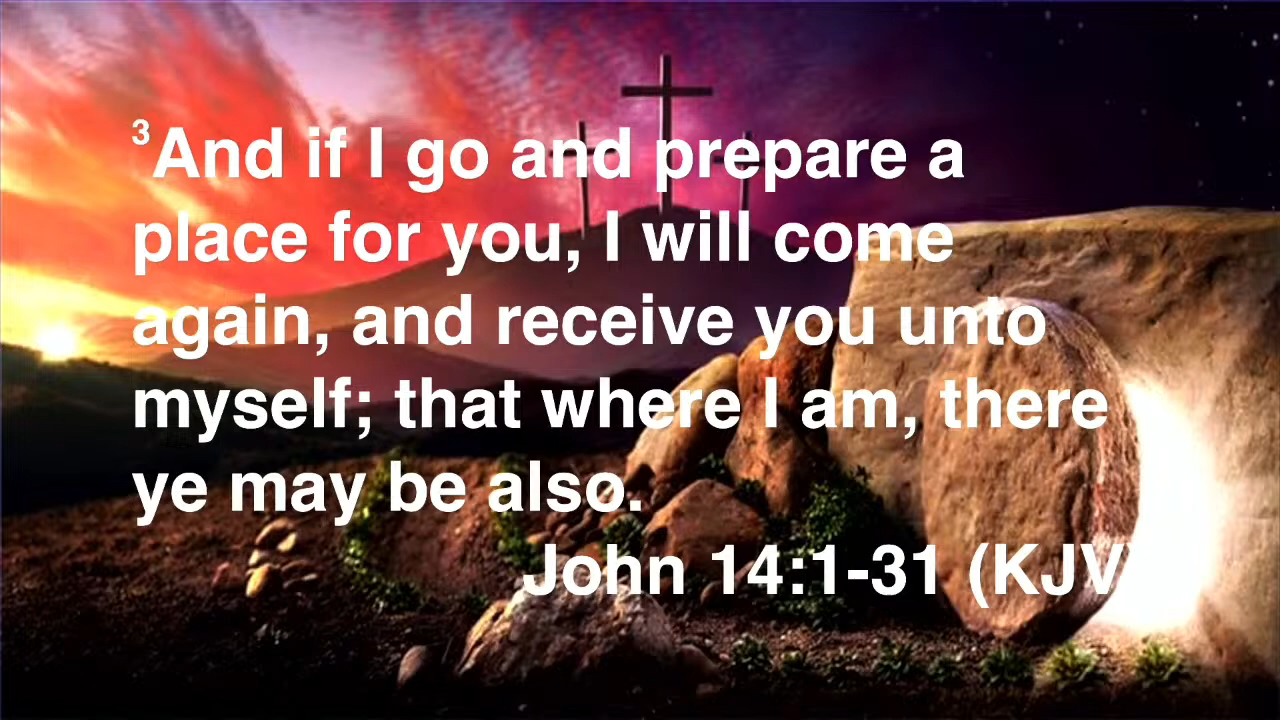 3And if I go and prepare a
place for you, I will come
again, and receive you unto
myself; that where I am, there
ye may be also.
John 14:1-31 (KJV)